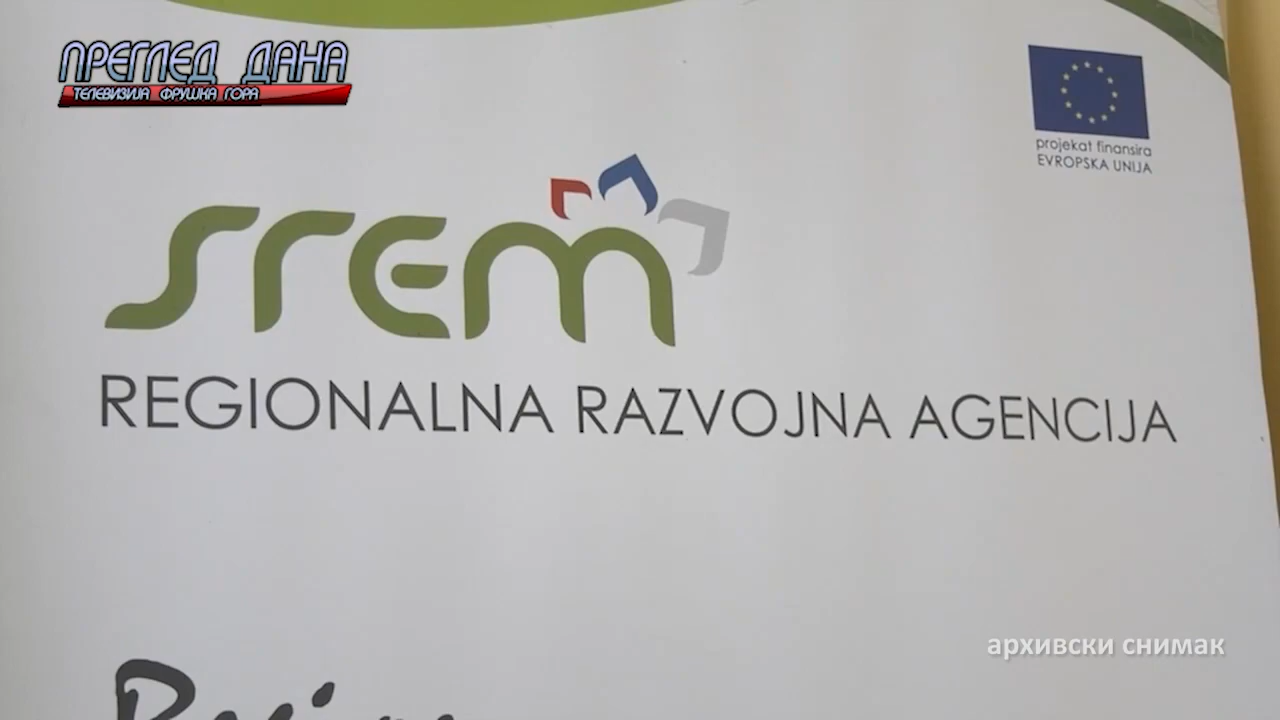 ПРЕГЛЕД ДАНА
ТЕЛЕВИЗИЈА ФРУШКА ГОРА
projekat finansira
EVROPSKA UNIJA
srem
REGIONALNA RAZVOJNA AGENCIJA
архивски снимак